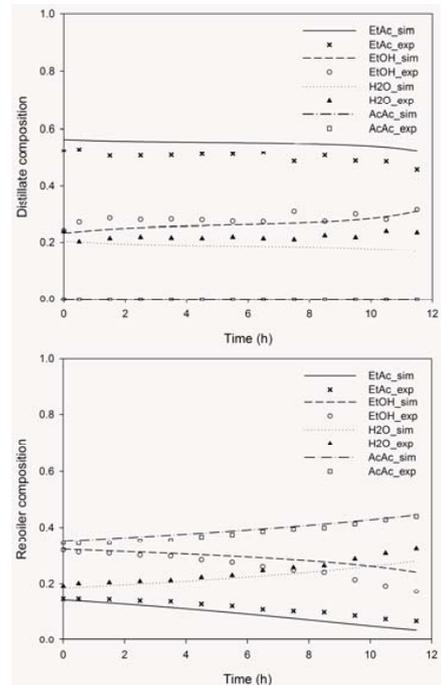 1.0
0.8
0.6
0.4
0.2
0.0
Distillate composition
EtAc_sim
EtAc_exp
EtOH_sim
EtOH_exp
H2O_sim
H2O_exp
AcAc_sim
AcAc_exp
0 2 4 6 8 10 12
Time (h)
1.0
0.8
0.6
0.4
0.2
0.0
Reboiler composition
EtAc_sim
EtAc_exp
EtOH_sim
EtOH_exp
H2O_sim
H2O_exp
AcAc_sim
AcAc_exp
0 2 4 6 8 10 12
Time (h)